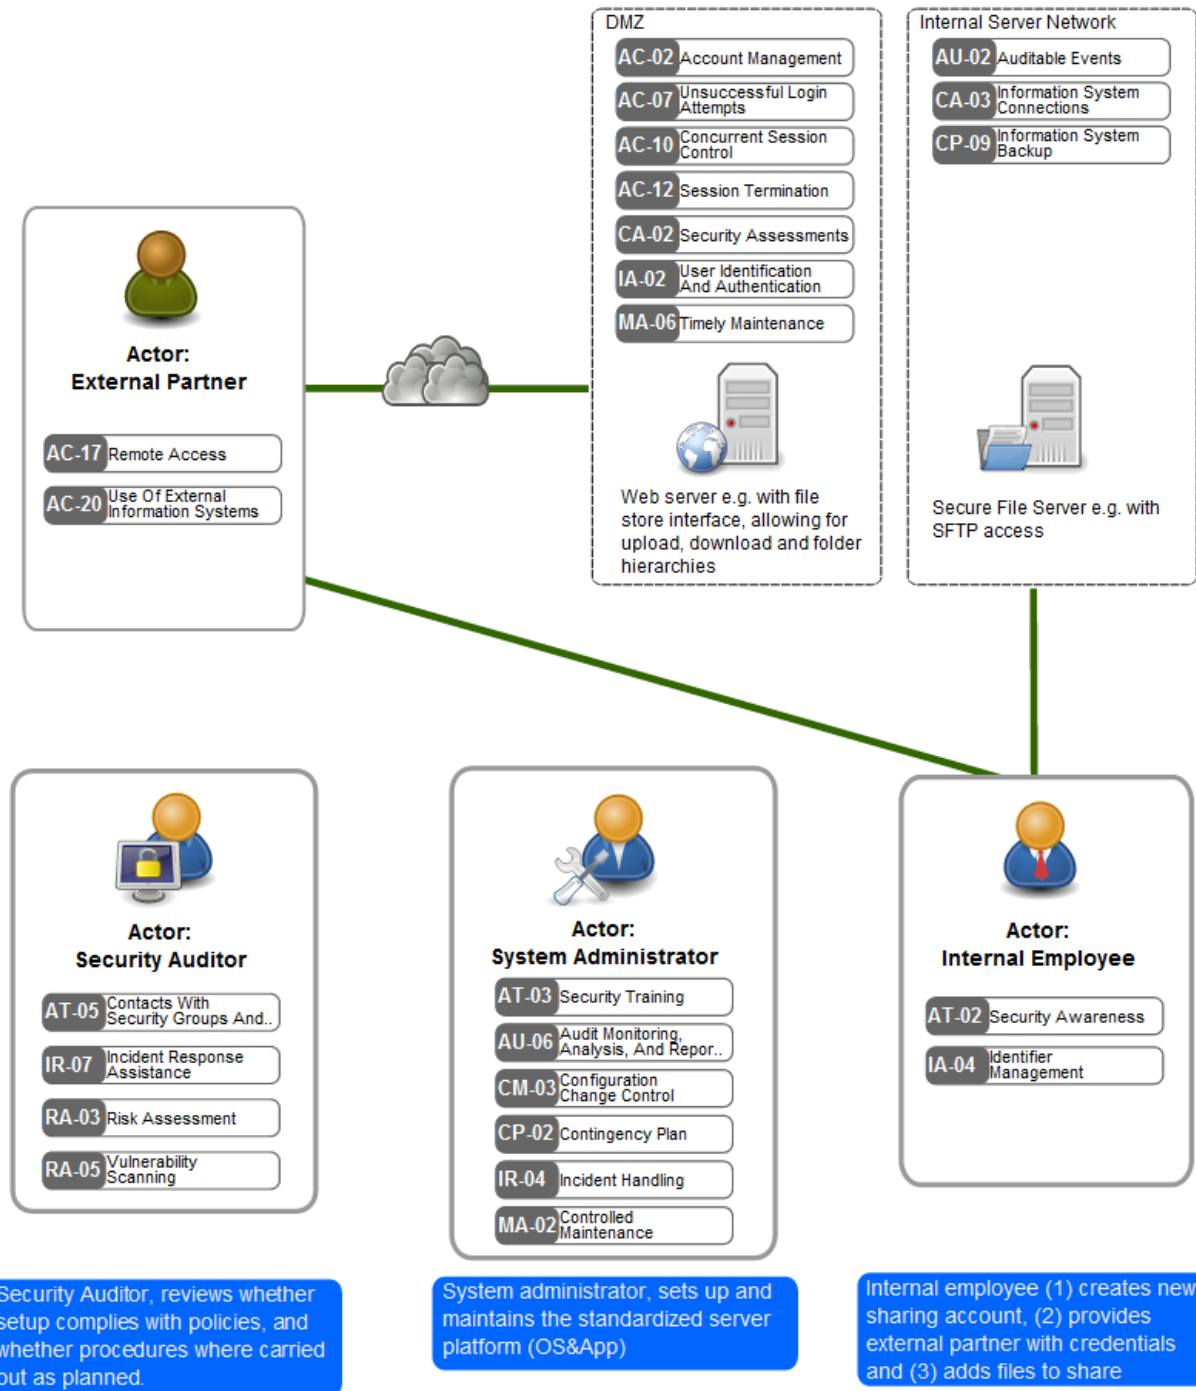 DMZ
AC-02 Account Management
AC-07 Unsuccessful Login
Attempts
AC-10 Concurrent Session
Control
AC-12 Session Termination
CA-02 Security Assessments
IA-02 User Identification
And Authentication
MA-06 Timely Maintenance
Web server e.g. with file
store interface, allowing for
upload, download and folder
hierarchies
Internal Server Network
AU-02 Auditable Events
CA-03 Information System
Connections
CP-09 Information System
Backup
Secure File Server e.g. with
SFTP access
Actor:
External Partner
AC-17 Remote Access
AC-20 Use Of External
Information Systems
Actor:
Security Auditor
AT-05 Contacts With
Security Groups And..
IR-07 Incident Response
Assistance
RA-03 Risk Assessment
RA-05 Vulnerability
Scanning
Actor:
System Administrator
AT-03 Security Training
AU-06 Audit Monitoring,
Analysis, And Repor..
CM-03 Configuration
Change Control
CP-02 Contingency Plan
IR-04 Incident Handling
MA-02 Controlled
Maintenance
Actor:
Internal Employee
AT-02 Security Awareness
IA-04 Identifier
Management
Security Auditor, reviews whether
setup complies with policies, and
whether procedures where carried
out as planned.
System administrator, sets up and
maintains the standardized server
platform (OS&App)
Internal employee (1) creates new
sharing account, (2) provides
external partner with credentials
and (3) adds files to share